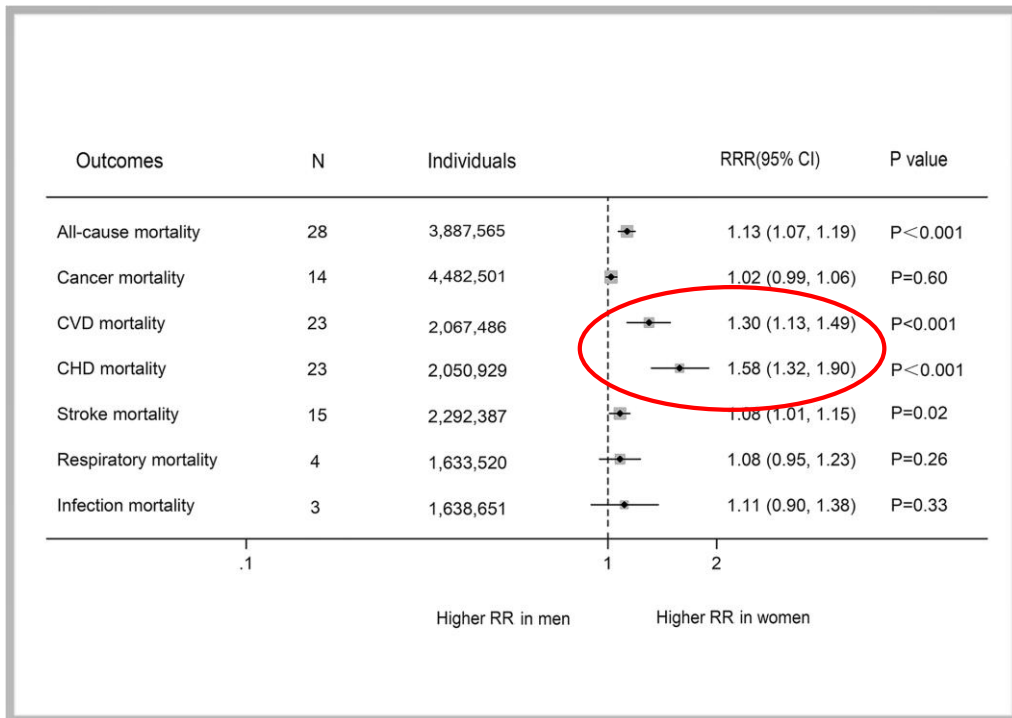 Outcomes N Individuals RRR(95% CI) P value
All-cause mortality 28 3,887,565 1.13 (1.07, 1.19) P<0.001
Cancer mortality 14 4,482,501 1.02 (0.99, 1.06) P=0.60
CVD mortality 23 2,067,486 1.30 (1.13, 1.49) P<0.001
CHD mortality 23 2,050,929 1.58 (1.32, 1.90) P<0.001
Stroke mortality 15 2,292,387 1.08 (1.01, 1.15) P=0.02
Respiratory mortality 4 1,633,520 1.08 (0.95, 1.23) P=0.26
Infection mortality 3 1,638,651 1.11 (0.90, 1.38) P=0.33
.1 1 2
Higher RR in men Higher RR in women